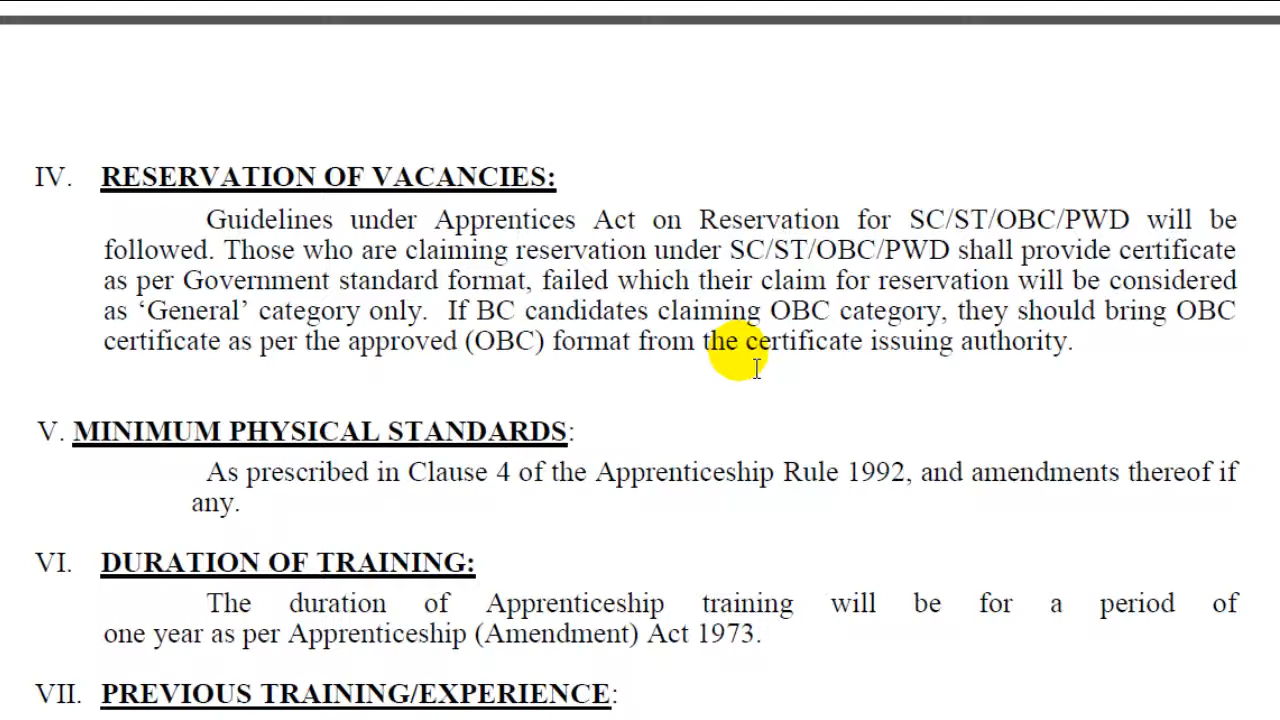 IV. RESERVATION OF VACANCIES:
Guidelines under Apprentices Act on Reservation for SC/ST/OBC/PWD will be
followed. Those who are claiming reservation under SC/ST/OBC/PWD shall provide certificate
as per Government standard format, failed which their claim for reservation will be considered
as ‘General’ category only. If BC candidates claiming OBC category, they should bring OBC
certificate as per the approved (OBC) format from the certificate issuing authority.
V. MINIMUM PHYSICAL STANDARDS:
As prescribed in Clause 4 of the Apprenticeship Rule 1992, and amendments thereof if
any.
VI. DURATION OF TRAINING:
The duration of Apprenticeship training will be for a period of
one year as per Apprenticeship (Amendment) Act 1973.
VII. PREVIOUS TRAINING/EXPERIENCE: